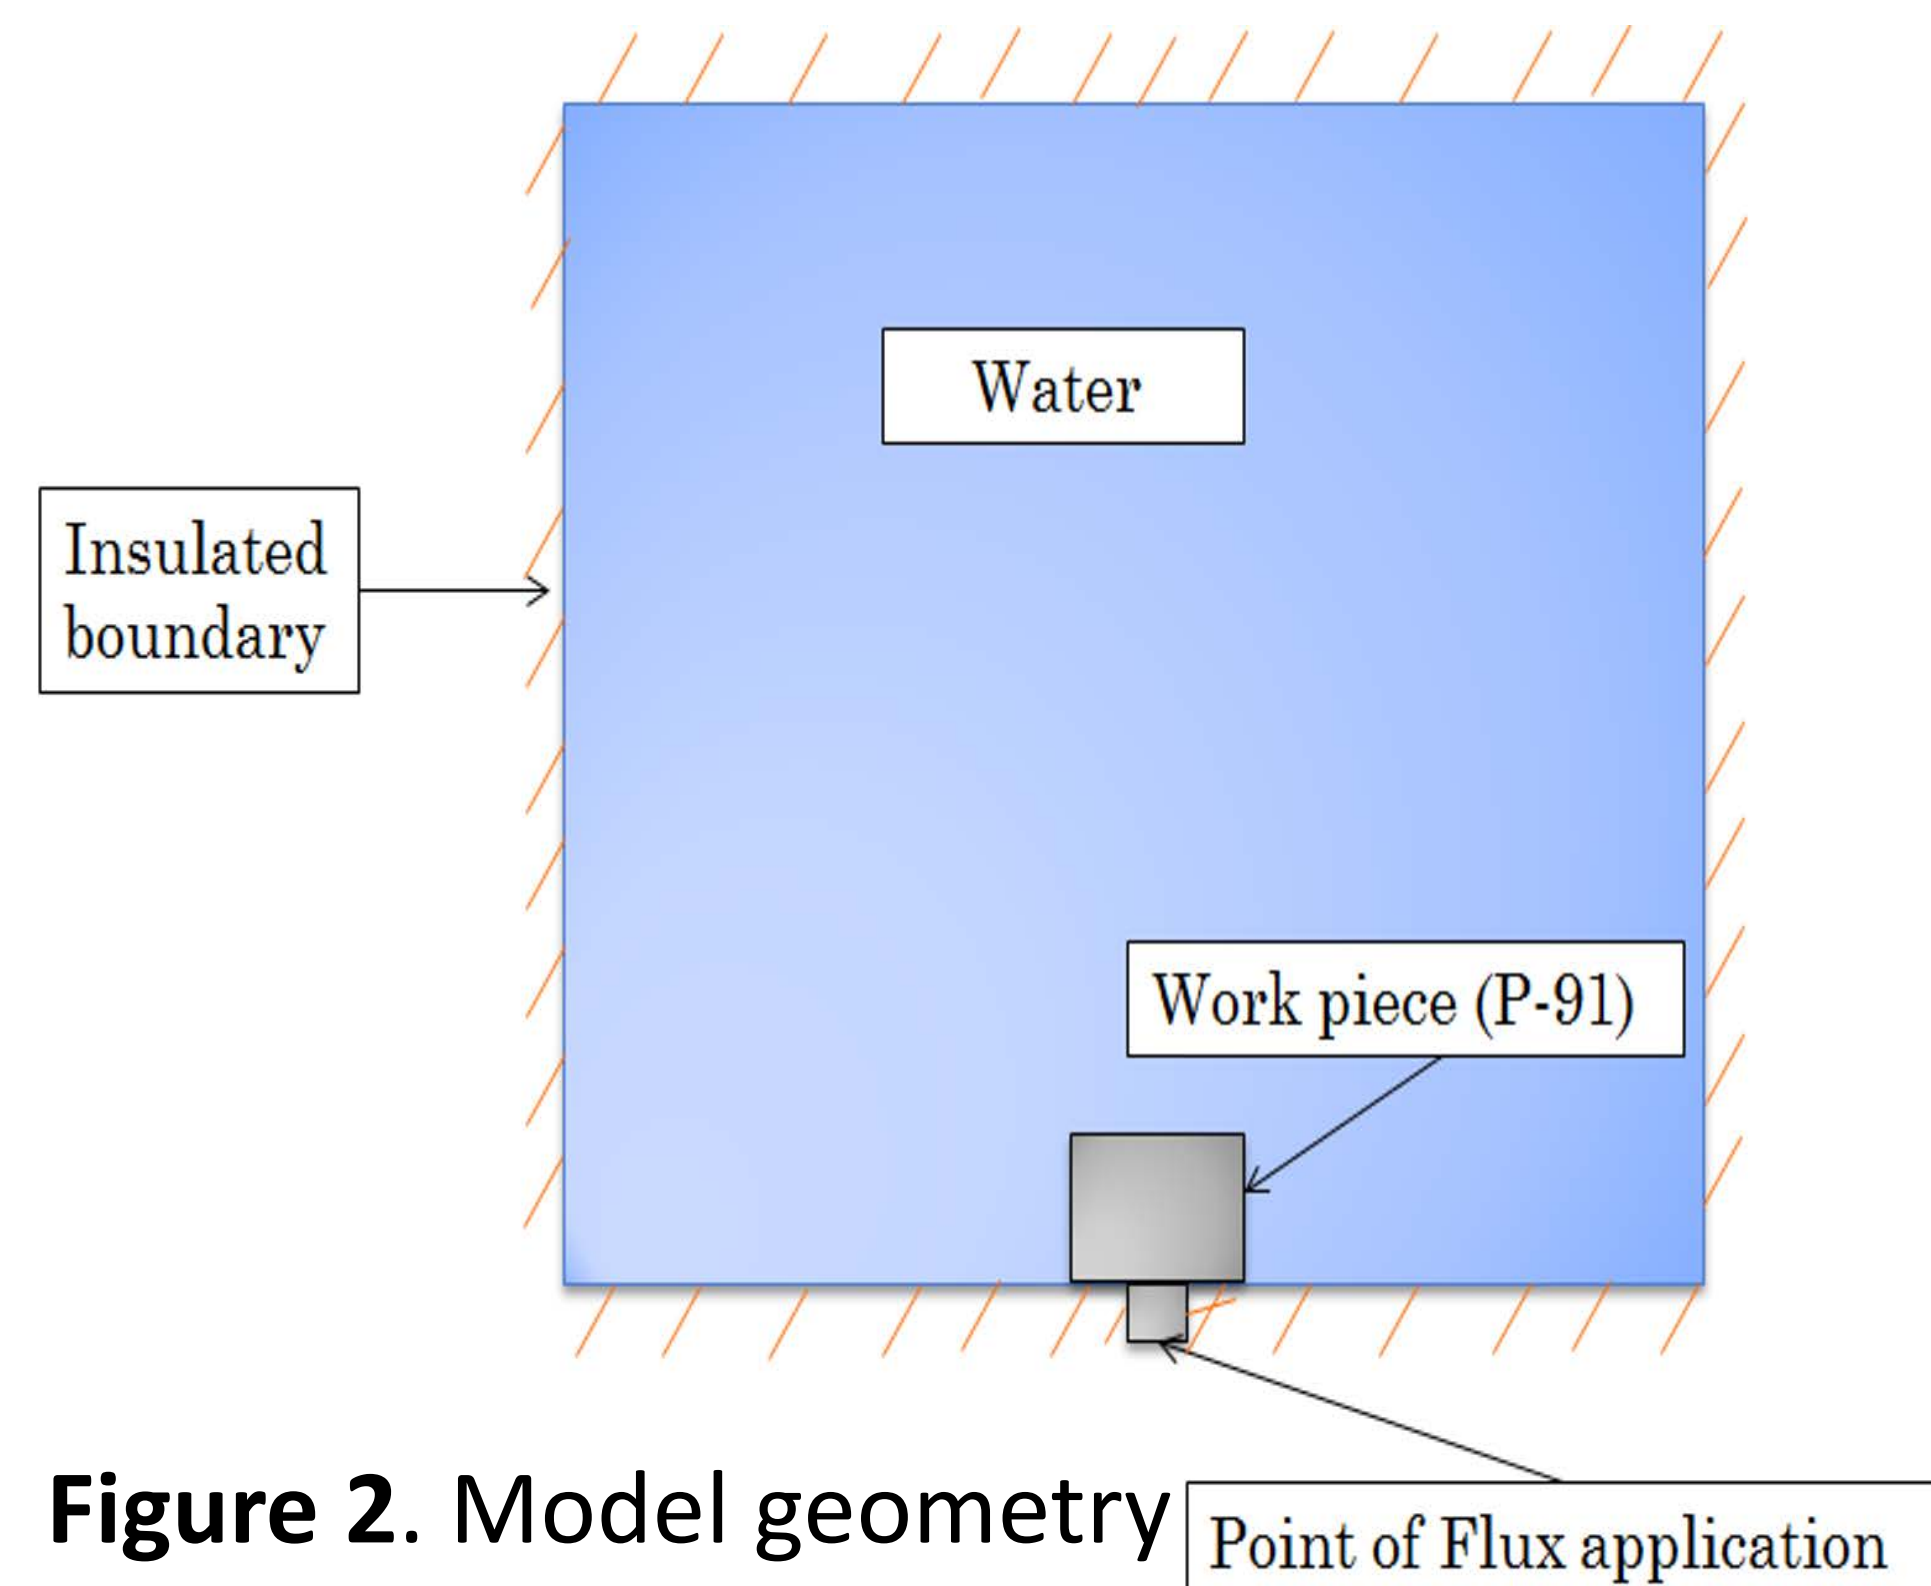 Water
Insulated
boundary
Work piece (P-91)
Figure 2. Model geometry
Point of Flux application